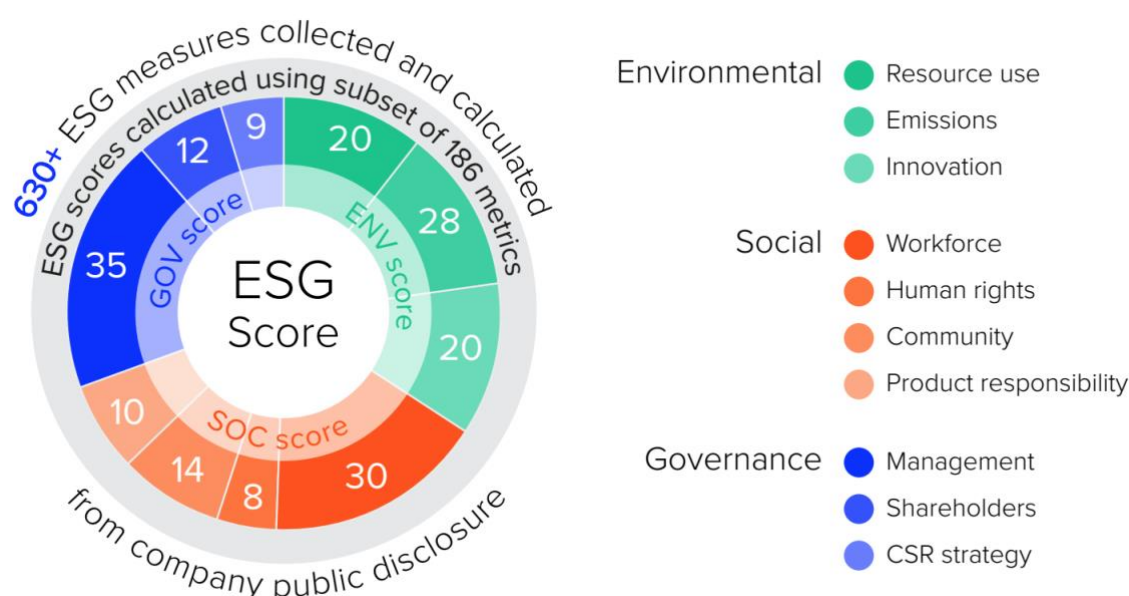 630+ ESG measures collected and calculated
ESG scores calculated using subset of 186 metrics
9
20
28
20
30
8
14
10
35
12
ENV score
SOC score
GOV score
ESG
Score
from company public disclosure
Environmental
Resource use
Emissions
Innovation
Social
Workforce
Human rights
Community
Product responsibility
Governance
Management
Shareholders
CSR strategy